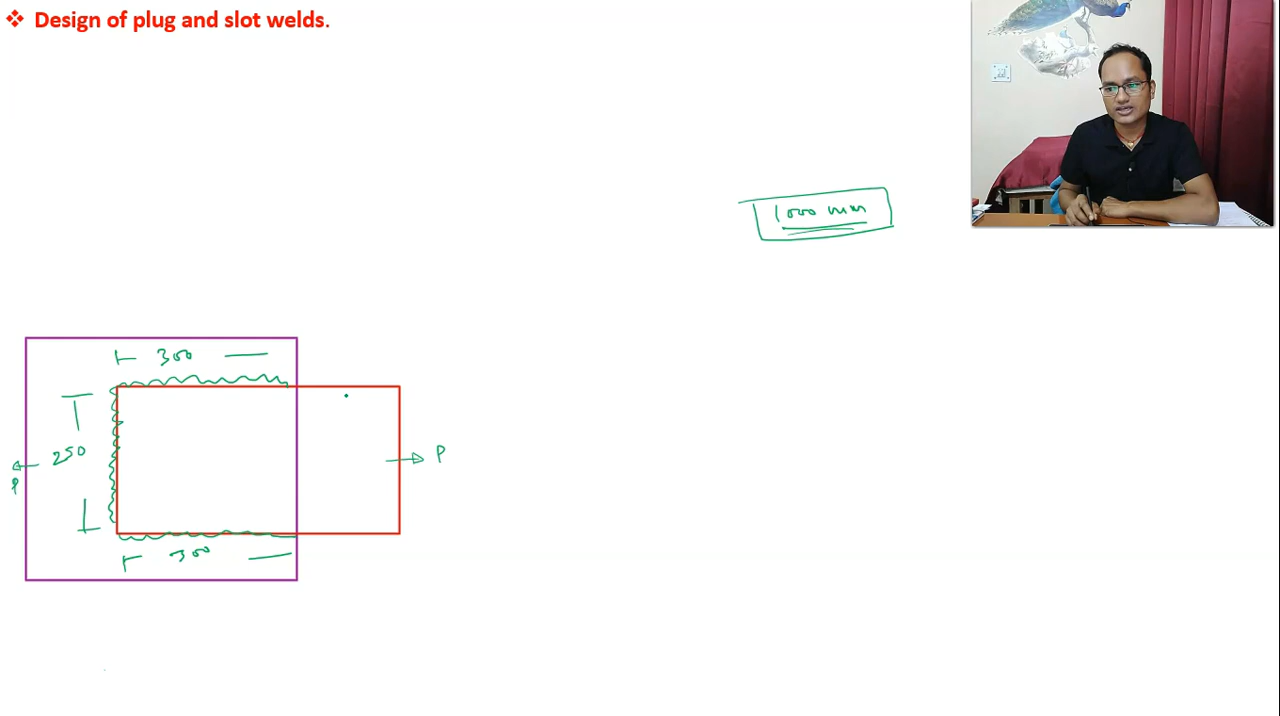 ❖ Design of plug and slot welds.
1000 mm
300
250
P
P
300